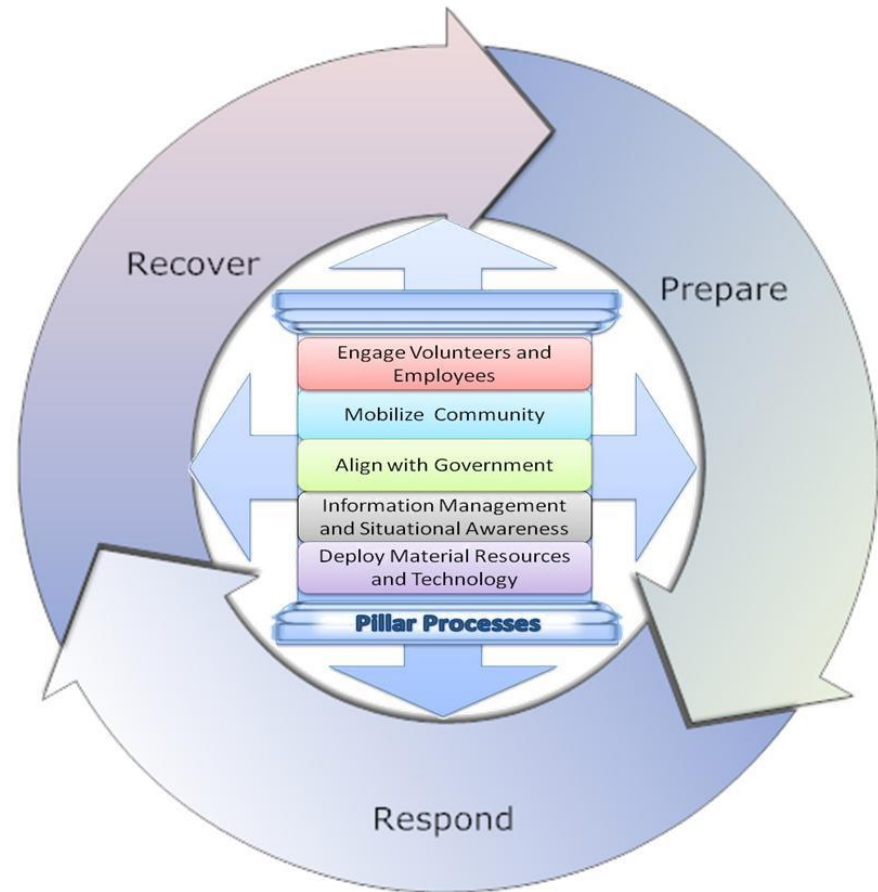 Recover
Prepare
Engage Volunteers and
Employees
Mobilize Community
Align with Government
Information Management
and Situational Awareness
Deploy Material Resources
and Technology
Pillar Processes
Respond